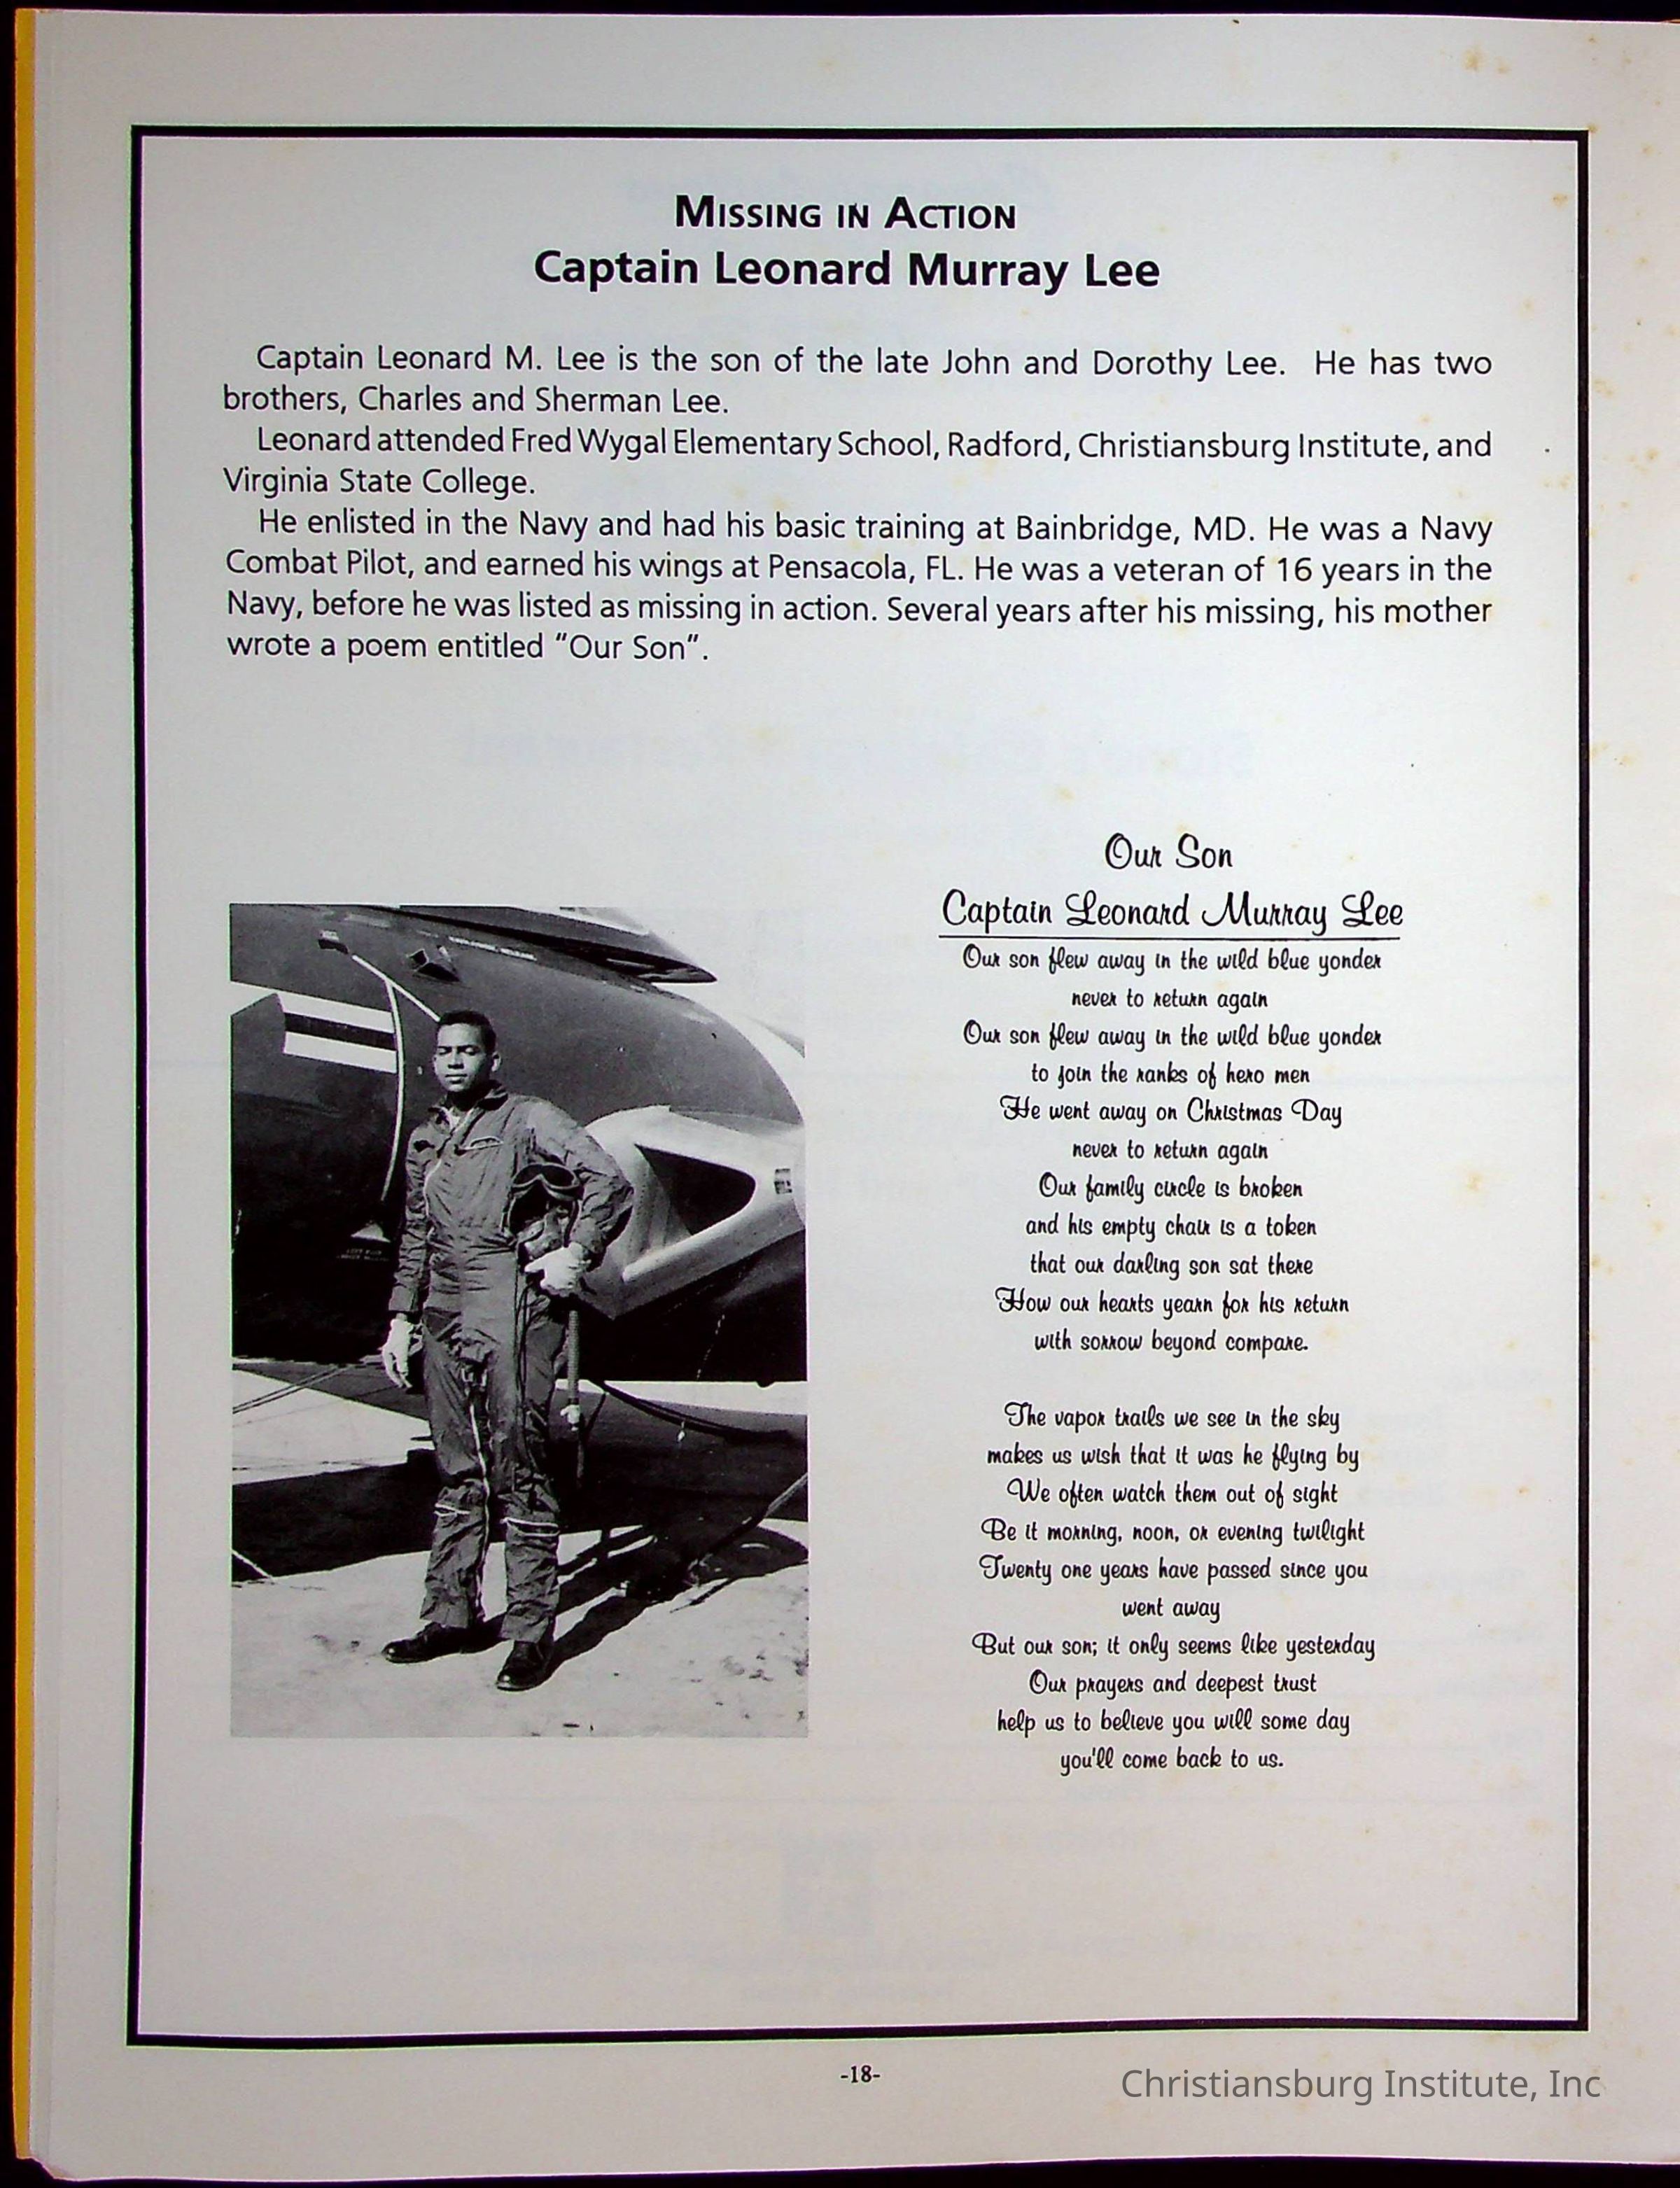 MISSING IN ACTION
Captain Leonard Murray Lee
Captain Leonard M. Lee is the son of the late John and Dorothy Lee. He has two
brothers, Charles and Sherman Lee.
Leonard attended Fred Wygal Elementary School, Radford, Christiansburg Institute, and
Virginia State College.
He enlisted in the Navy and had his basic training at Bainbridge, MD. He was a Navy
Combat Pilot, and earned his wings at Pensacola, FL. He was a veteran of 16 years in the
Navy, before he was listed as missing in action. Several years after his missing, his mother
wrote a poem entitled "Our Son".
Our Son
Captain Leonard Murray Lee
Our son flew away in the wild blue yonder
never to return again
Our son flew away in the wild blue yonder
to join the ranks of hero men
He went away on Christmas Day
never to return again
Our family circle is broken
and his empty chair is a token
that our darling son sat there
How our hearts yearn for his return
with sorrow beyond compare.
The vapor trails we see in the sky
makes us wish that it was he flying by
We often watch them out of sight
Be it morning, noon, or evening twilight
Twenty one years have passed since you
went away
But our son; it only seems like yesterday
Our prayers and deepest trust
help us to believe you will some day
you'll come back to us.
-18-
Christiansburg Institute, Inc